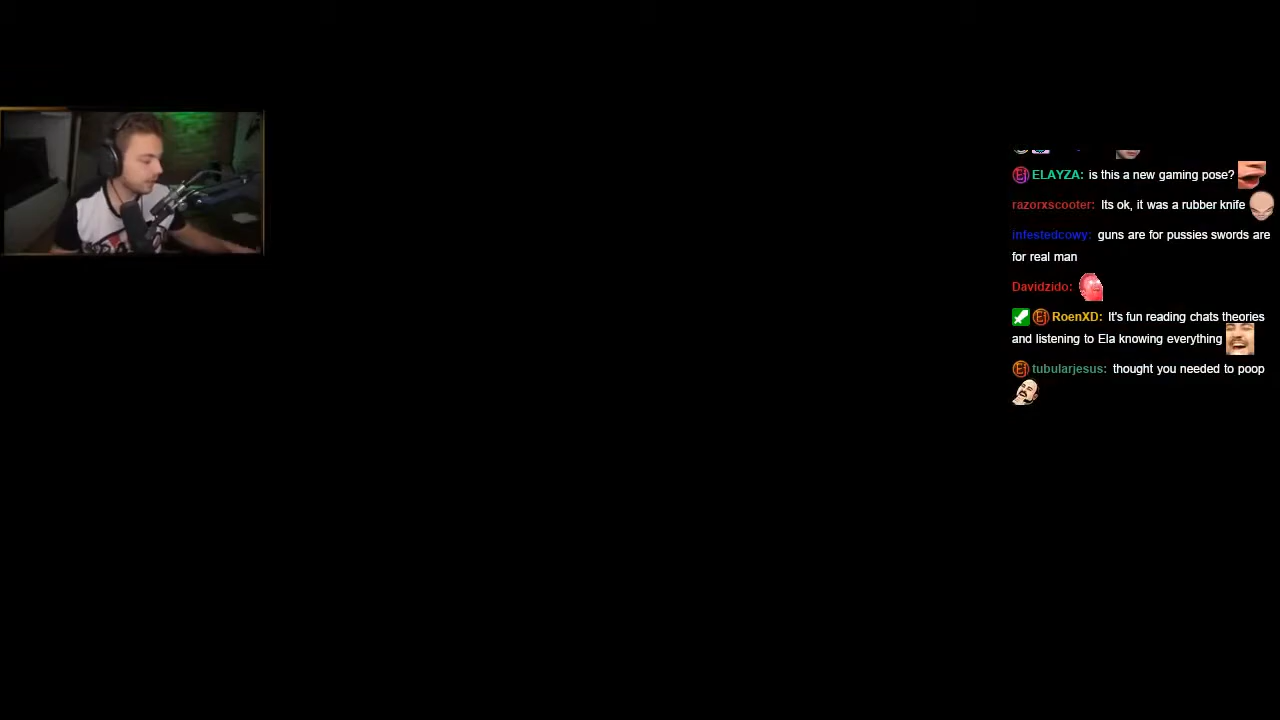 ELAYZA: is this a new gaming pose?
razorxscooter: Its ok, it was a rubber knife
infestedcowy: guns are for pussies swords are
for real man
Davidzido:
RoenXD: It's fun reading chats theories
and listening to Ela knowing everything
tubularjesus: thought you needed to poop